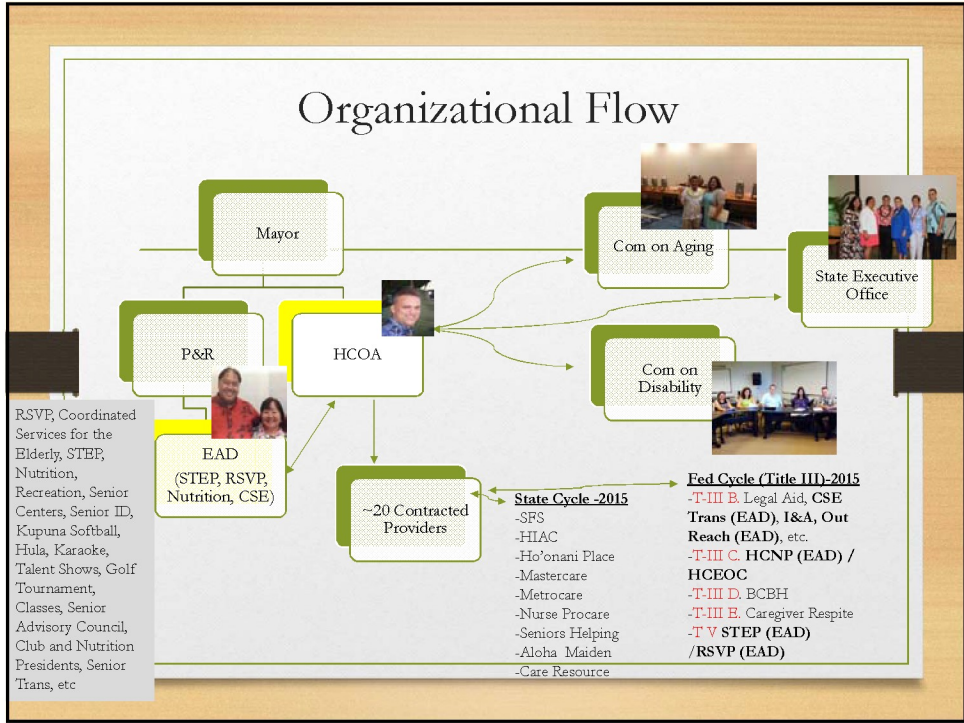 Organizational Flow
Mayor
Com on Aging
State Executive
Office
P&R
HCOA
Com on
Disability
EAD
(STEP, RSVP,
Nutrition, CSE)
~20 Contracted
Providers
RSVP, Coordinated
Services for the
Elderly, STEP,
Nutrition,
Recreation, Senior
Centers, Senior ID,
Kupuna Softball,
Hula, Karaoke,
Talent Shows, Golf
Tournament,
Classes, Senior
Advisory Council,
Club and Nutrition
Presidents, Senior
Trans, etc
State Cycle -2015
-SFS
-HIAC
-Ho’onani Place
-Mastercare
-Metrocare
-Nurse Procare
-Seniors Helping
-Aloha Maiden
-Care Resource
Fed Cycle (Title III)-2015
-T-III B. Legal Aid, CSE
Trans (EAD), I&A, Out
Reach (EAD), etc.
-T-III C. HCNP (EAD) /
HCEOC
-T-III D. BCBH
-T-III E. Caregiver Respite
-T V STEP (EAD)
/RSVP (EAD)